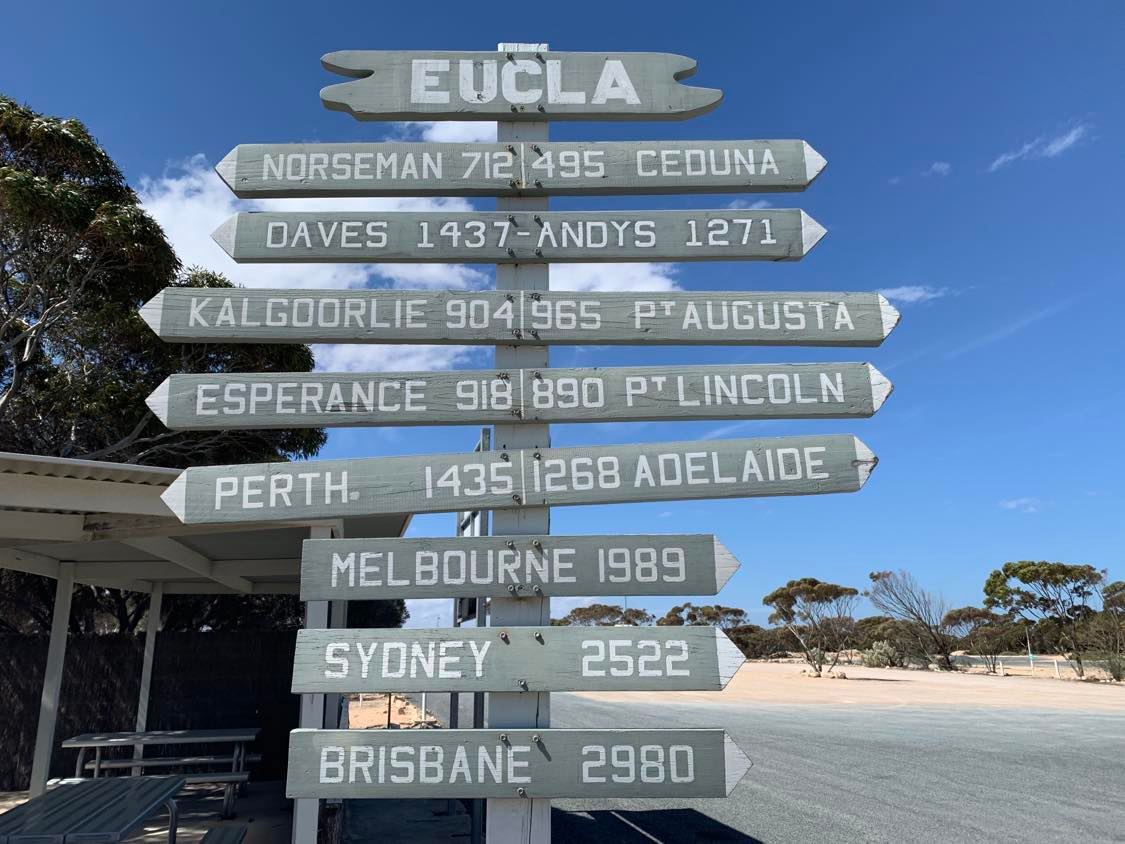 EUCLA
NORSEMAN 712 495 CEDUNA
DAVES 1437-ANDYS 1271
KALGOORLIE 904 965 PT AUGUSTA
ESPERANCE 918 890 PT LINCOLN
PERTH. 1435 1268 ADELAIDE
MELBOURNE 1989
SYDNEY 2522
BRISBANE 2980